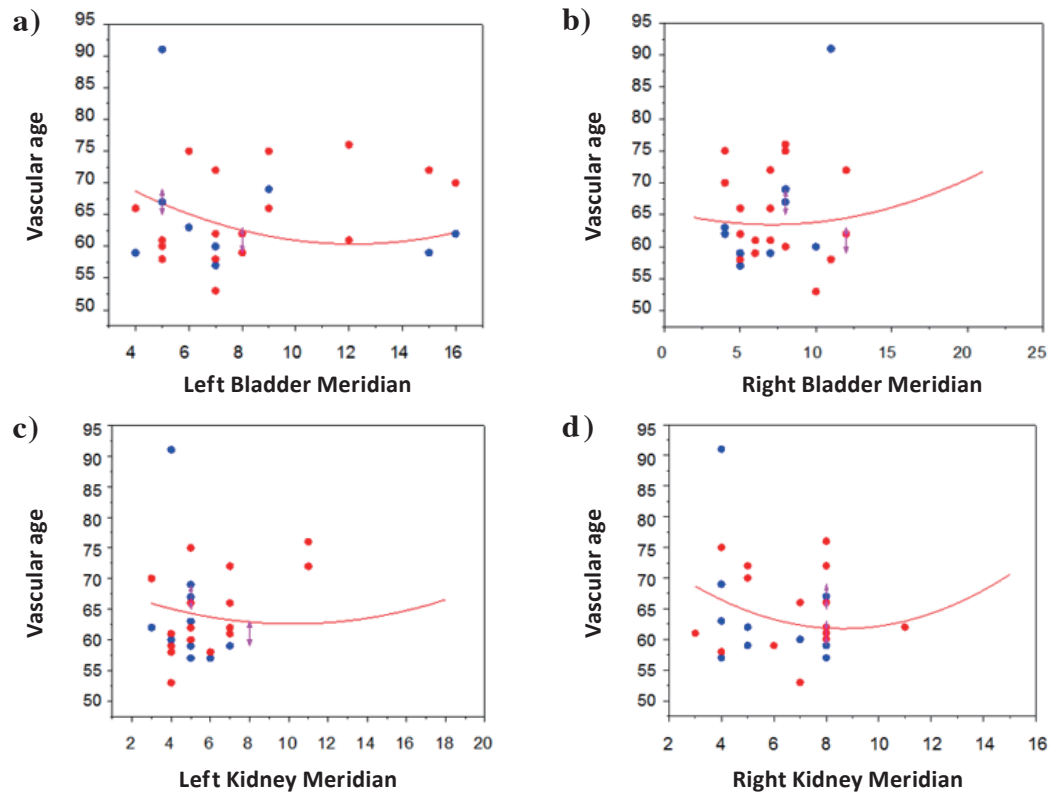 a)
95
90
85
80
75
70
65
60
55
50
Vascular age
4 6 8 10 12 14 16
Left Bladder Meridian
b)
95
90
85
80
75
70
65
60
55
50
Vascular age
0 5 10 15 20 25
Right Bladder Meridian
c)
95
90
85
80
75
70
65
60
55
50
Vascular age
2 4 6 8 10 12 14 16 18 20
Left Kidney Meridian
d)
95
90
85
80
75
70
65
60
55
50
Vascular age
2 4 6 8 10 12 14 16
Right Kidney Meridian